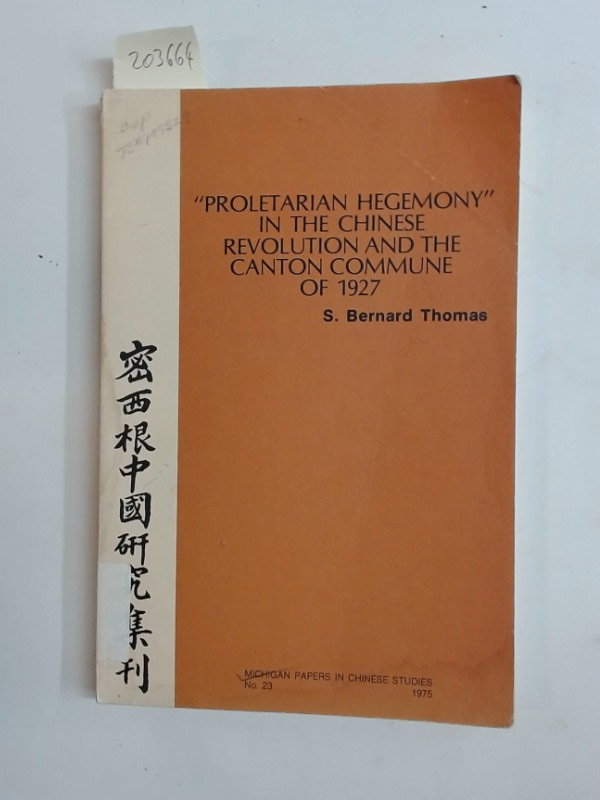 203664
"PROLETARIAN HEGEMONY"
IN THE CHINESE
REVOLUTION AND THE
CANTON COMMUNE
OF 1927
S. Bernard Thomas
密西根中國研究集刊
MICHIGAN PAPERS IN CHINESE STUDIES
No. 23
1975